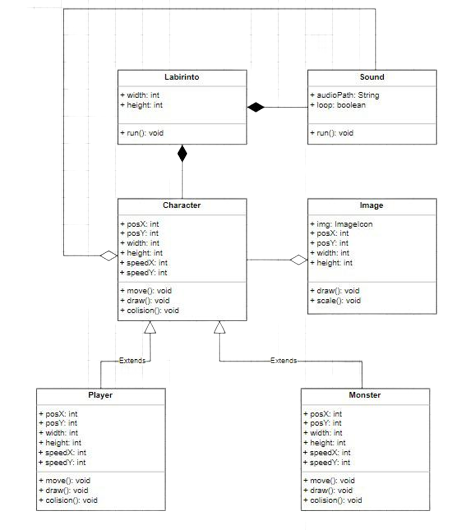 Labirinto
+ width: int
+ height: int
+ run(): void
Sound
+ audioPath: String
+ loop: boolean
+ run(): void
Character
+ posX: int
+ posY: int
+ width: int
+ height: int
+ speedX: int
+ speedY: int
+ move(): void
+ draw(): void
+ colision(): void
Image
+ img: ImageIcon
+ posX: int
+ posY: int
+ width: int
+ height: int
+ draw(): void
+ scale(): void
Extends
Extends
Player
+ posX: int
+ posY: int
+ width: int
+ height: int
+ speedX: int
+ speedY: int
+ move(): void
+ draw(): void
+ colision(): void
Monster
+ posX: int
+ posY: int
+ width: int
+ height: int
+ speedX: int
+ speedY: int
+ move(): void
+ draw(): void
+ colision(): void